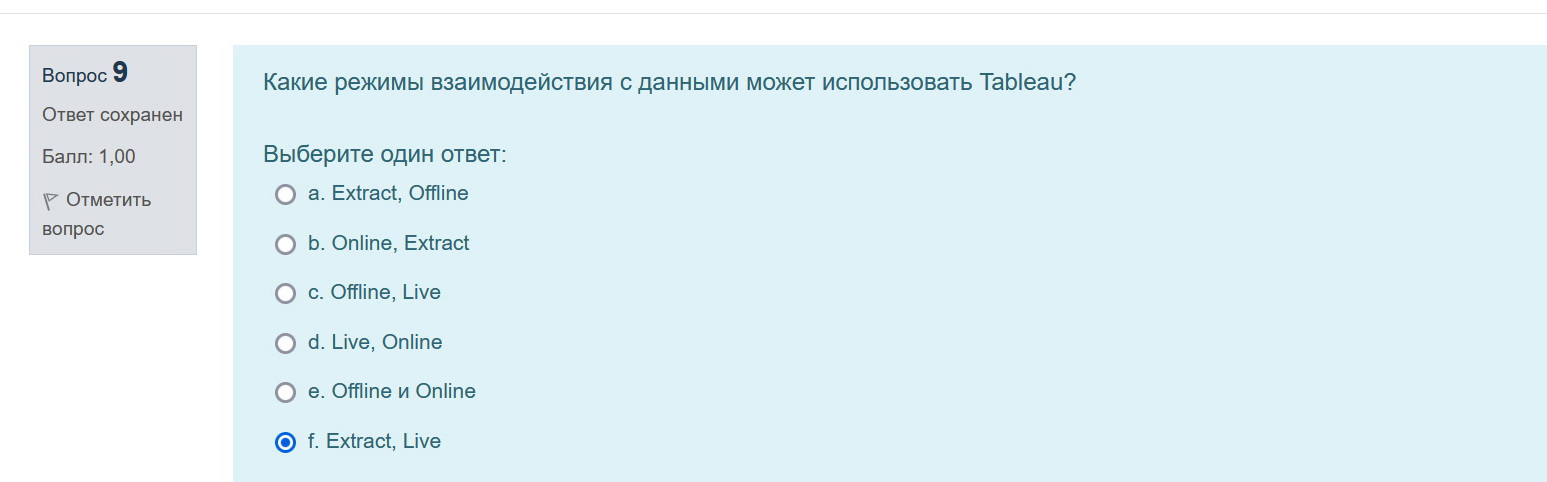 Вопрос 9
Ответ сохранен
Балл: 1,00
Отметить
вопрос
Какие режимы взаимодействия с данными может использовать Tableau?
Выберите один ответ:
a. Extract, Offline
b. Online, Extract
c. Offline, Live
d. Live, Online
e. Offline и Online
f. Extract, Live